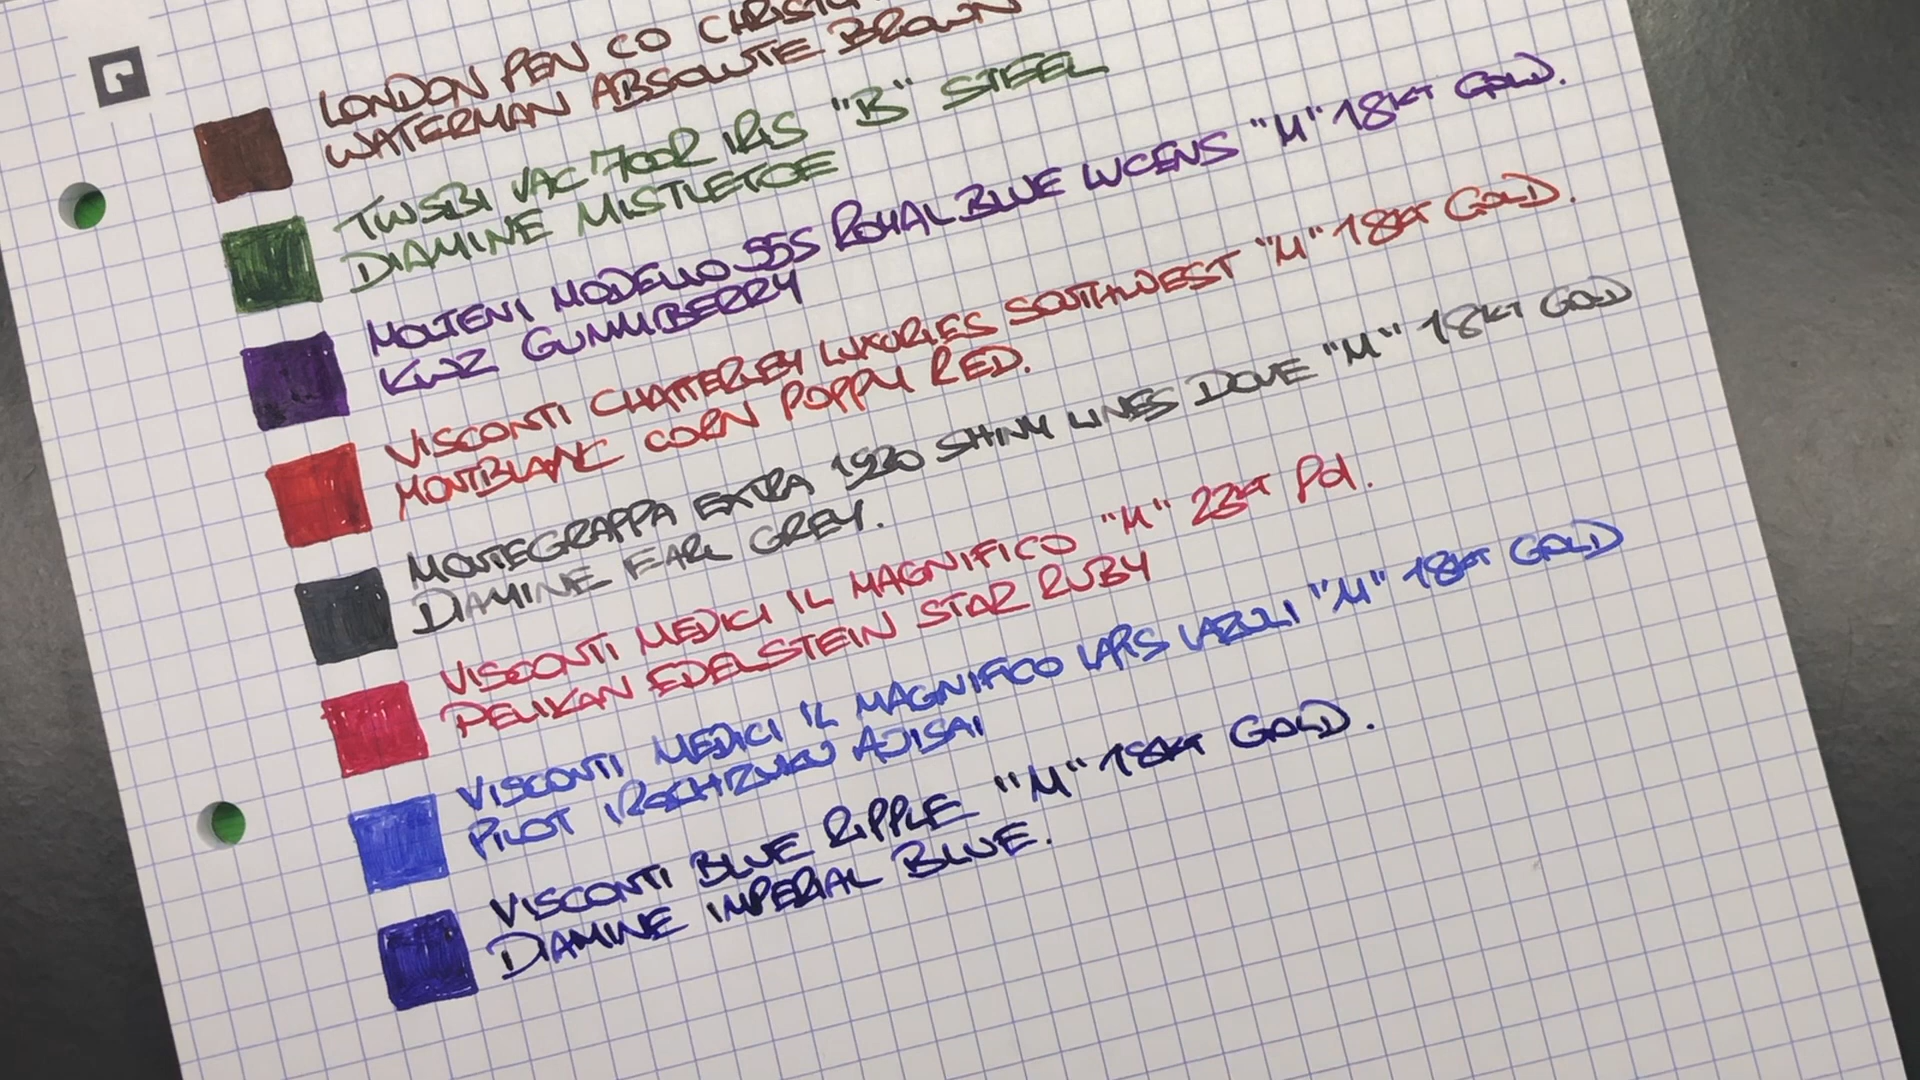 LONDON PEN CO
WATERMAN ABSOLUTE BROWN
TWSBI VAC 700R IRIS "B" STEEL
DIAMINE MISTLETOE
MOLTENI MODELLO 55S ROYAL BLUE LUCENS "M" 18KT GOLD.
KWZ GUMMIBERRY
VISCONTI CHATTERLEY LUXURIES SOUTHWEST "M" 18KT GOLD.
MONTBLANC CORN POPPY RED.
MONTEGRAPPA EXTRA 1930 SHINY LINES DOVE "M" 18KT GOLD
DIAMINE EARL GREY.
VISCONTI MEDICI IL MAGNIFICO "M" 23KT Pd.
PELIKAN EDELSTEIN STAR RUBY
VISCONTI MEDICI IL MAGNIFICO LAPIS LAZULI "M" 18KT GOLD
PILOT IROSHIZUKU AJISAI
VISCONTI BLUE RIPPLE "M" 18KT GOLD.
DIAMINE IMPERIAL BLUE.